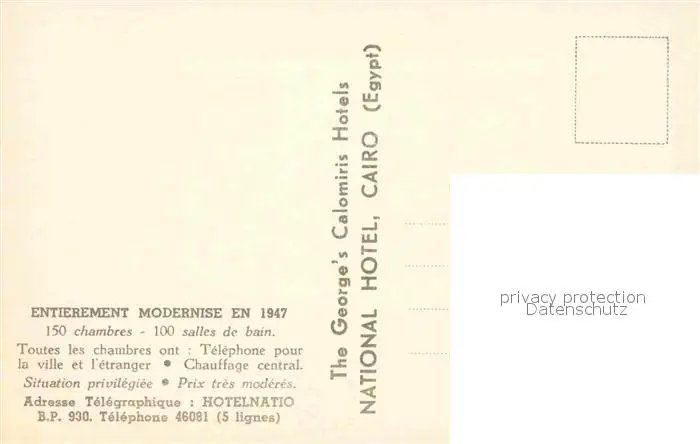 ENTIEREMENT MODERNISE EN 1947
150 chambres - 100 salles de bain.
Toutes les chambres ont : Téléphone pour
la ville et l'étranger • Chauffage central.
Situation privilégiée • Prix très modérés.
Adresse Télégraphique : HOTELNATIO
B.P. 930. Téléphone 46081 (5 lignes)
The George's Calomiris Hotels
NATIONAL HOTEL, CAIRO (Egypt)
privacy protection
Datenschutz